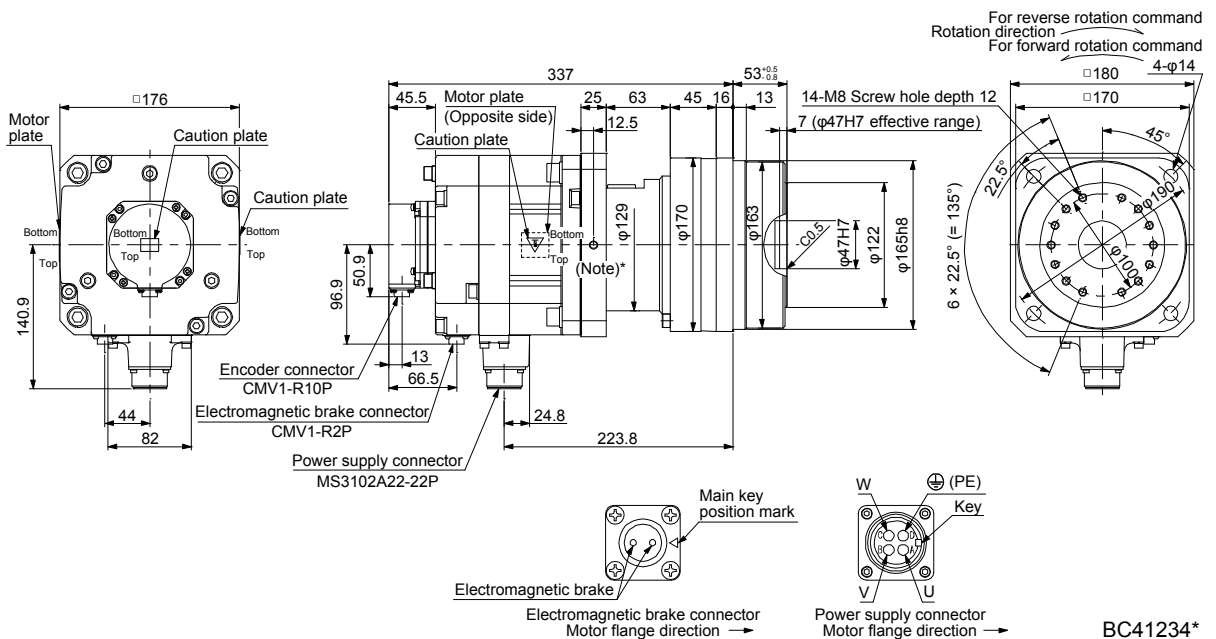 For reverse rotation command
Rotation direction
For forward rotation command
337
53 +0.5 -0.8
□180
4-φ14
□176
45.5
Motor plate
(Opposite side)
25
63
45
16
13
14-M8 Screw hole depth 12
□170
Motor
plate
Caution plate
Caution plate
12.5
7 (φ47H7 effective range)
45°
22.5°
Caution plate
φ190
Bottom
Bottom
Bottom
Bottom
Top
Top
Top
Top
(Note)*
φ129
φ170
φ163
C0.5
φ47H7
φ122
φ165h8
6 × 22.5° (= 135°)
φ100
140.9
96.9
50.9
13
66.5
Encoder connector
CMV1-R10P
Electromagnetic brake connector
CMV1-R2P
44
82
24.8
223.8
Power supply connector
MS3102A22-22P
Main key
position mark
W
(PE)
Key
C
D
B
A
Electromagnetic brake
V
U
Electromagnetic brake connector
Motor flange direction →
Power supply connector
Motor flange direction →
BC41234*